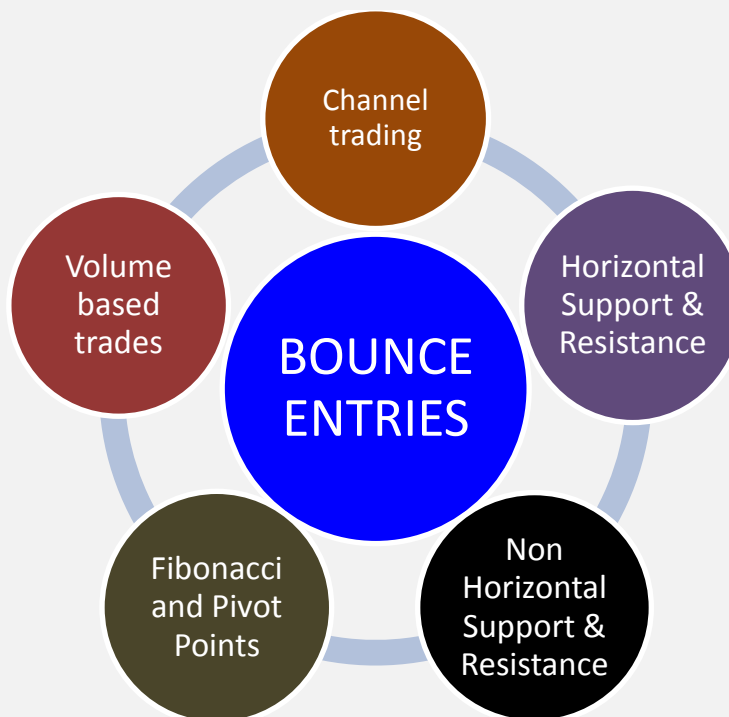 Channel
trading
Horizontal
Support &
Resistance
Non
Horizontal
Support &
Resistance
Fibonacci
and Pivot
Points
Volume
based
trades
BOUNCE
ENTRIES